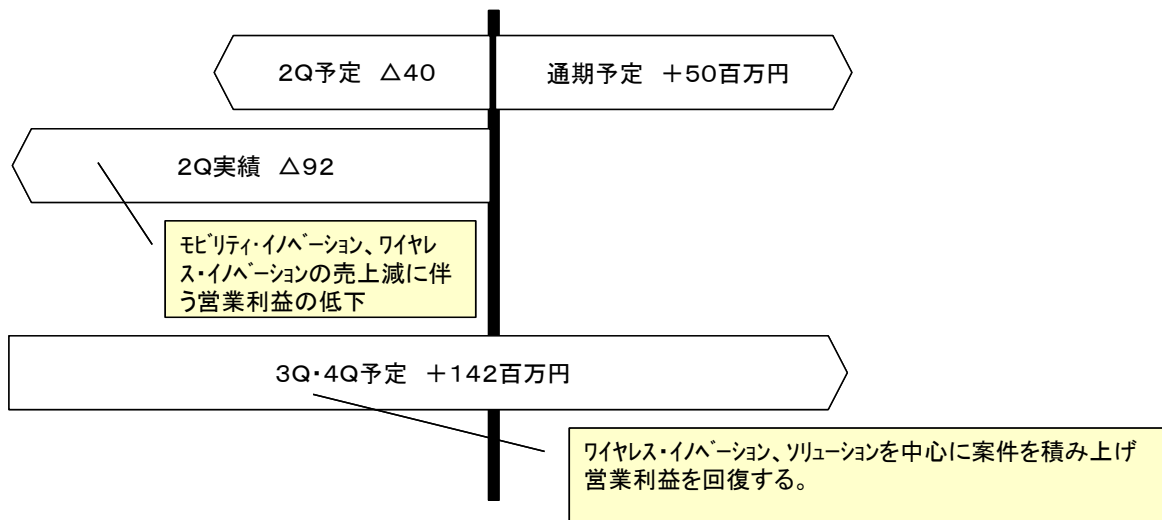 2Q予定 △40
通期予定 +50百万円
2Q実績 △92
モビリティ・イノベーション、ワイヤレ
ス・イノベーションの売上減に伴
う営業利益の低下
3Q・4Q予定 +142百万円
ワイヤレス・イノベーション、ソリューションを中心に案件を積み上げ
営業利益を回復する。